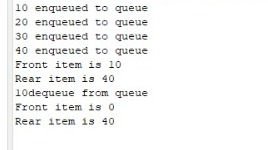 10 enqueued to queue
20 enqueued to queue
30 enqueued to queue
40 enqueued to queue
Front item is 10
Rear item is 40
10dequeue from queue
Front item is 0
Rear item is 40